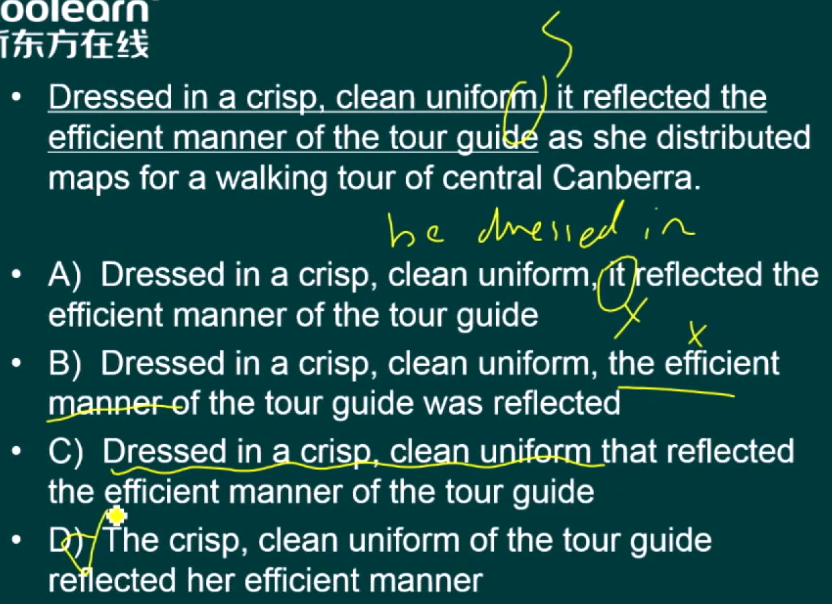 oolearn
新东方在线
S
• Dressed in a crisp, clean uniform, it reflected the
efficient manner of the tour guide as she distributed
maps for a walking tour of central Canberra.
be dressed in
• A) Dressed in a crisp, clean uniform, it reflected the
efficient manner of the tour guide
x
x
• B) Dressed in a crisp, clean uniform, the efficient
manner of the tour guide was reflected
• C) Dressed in a crisp, clean uniform that reflected
the efficient manner of the tour guide
• D) The crisp, clean uniform of the tour guide
reflected her efficient manner